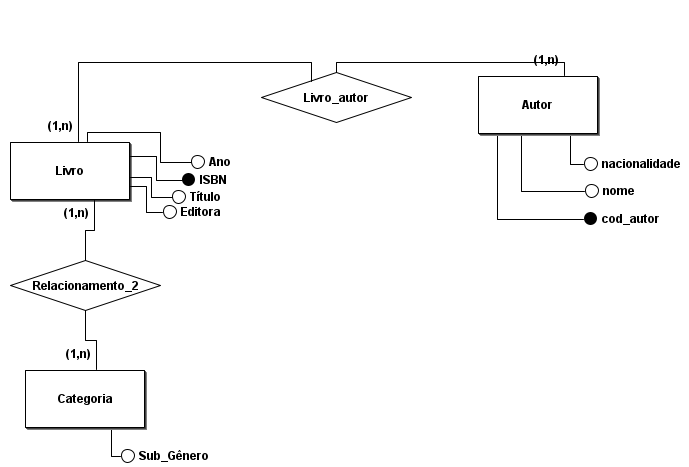 (1,n)
Livro_autor
Autor
(1,n)
Livro
Ano
ISBN
Título
Editora
nacionalidade
nome
cod_autor
(1,n)
Relacionamento_2
(1,n)
Categoria
Sub_Gênero